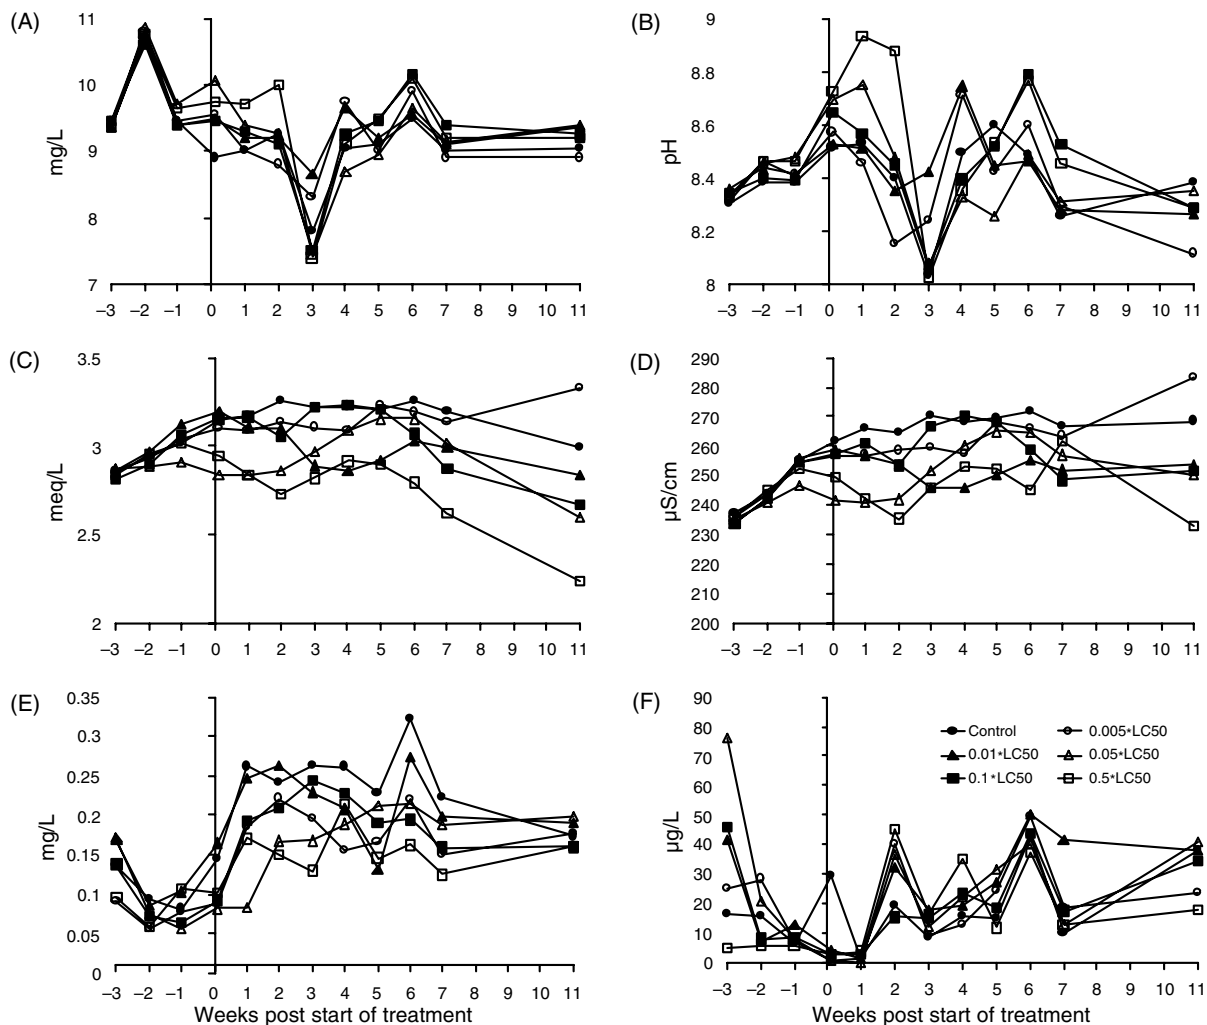 (A)
11
10
9
8
7
mg/L
–3 –2 –1 0 1 2 3 4 5 6 7 8 9 10 11
(B)
9
8.8
8.6
8.4
8.2
8
pH
–3 –2 –1 0 1 2 3 4 5 6 7 8 9 10 11
(C)
3.5
3
2.5
2
meq/L
–3 –2 –1 0 1 2 3 4 5 6 7 8 9 10 11
(D)
290
280
270
260
250
240
230
220
210
200
µS/cm
–3 –2 –1 0 1 2 3 4 5 6 7 8 9 10 11
(E)
0.35
0.3
0.25
0.2
0.15
0.1
0.05
0
mg/L
–3 –2 –1 0 1 2 3 4 5 6 7 8 9 10 11
Weeks post start of treatment
(F)
90
80
70
60
50
40
30
20
10
0
µg/L
Control 0.005*LC50
0.01*LC50 0.05*LC50
0.1*LC50 0.5*LC50
–3 –2 –1 0 1 2 3 4 5 6 7 8 9 10 11
Weeks post start of treatment